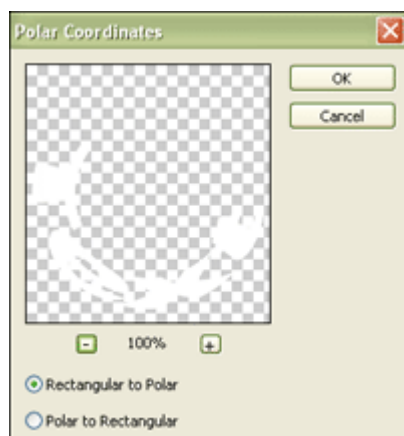 Polar Coordinates
OK
Cancel
- 100% +
Rectangular to Polar
Polar to Rectangular